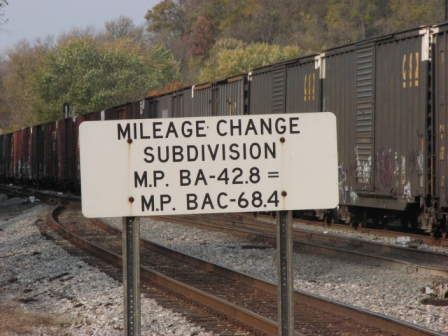 MILEAGE CHANGE
SUBDIVISION
M.P. BA-42.8 =
M.P. BAC-68.4